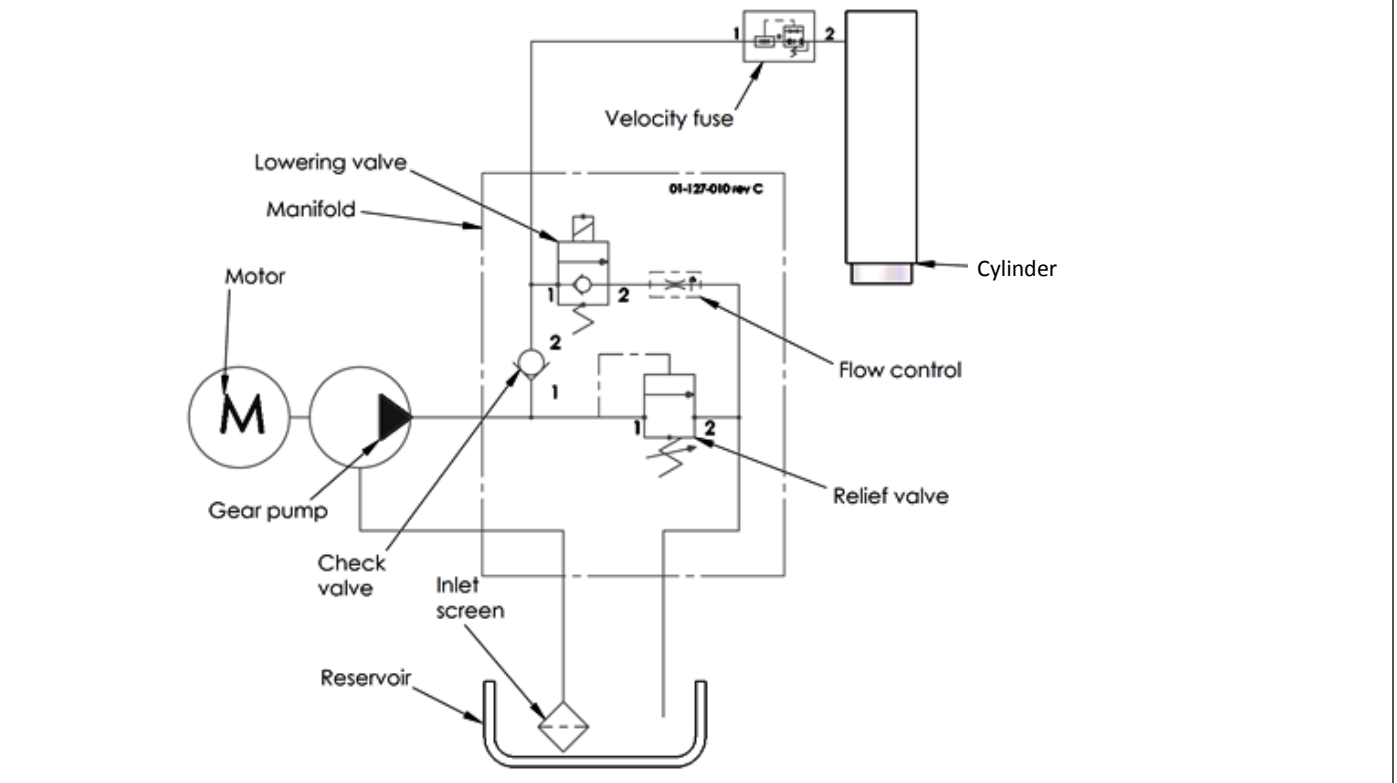 1
2
Velocity fuse
Lowering valve
01-127-010 rev C
Manifold
Motor
Cylinder
1
2
2
Flow control
1
M
1
2
Relief valve
Gear pump
Check
valve
Inlet
screen
Reservoir